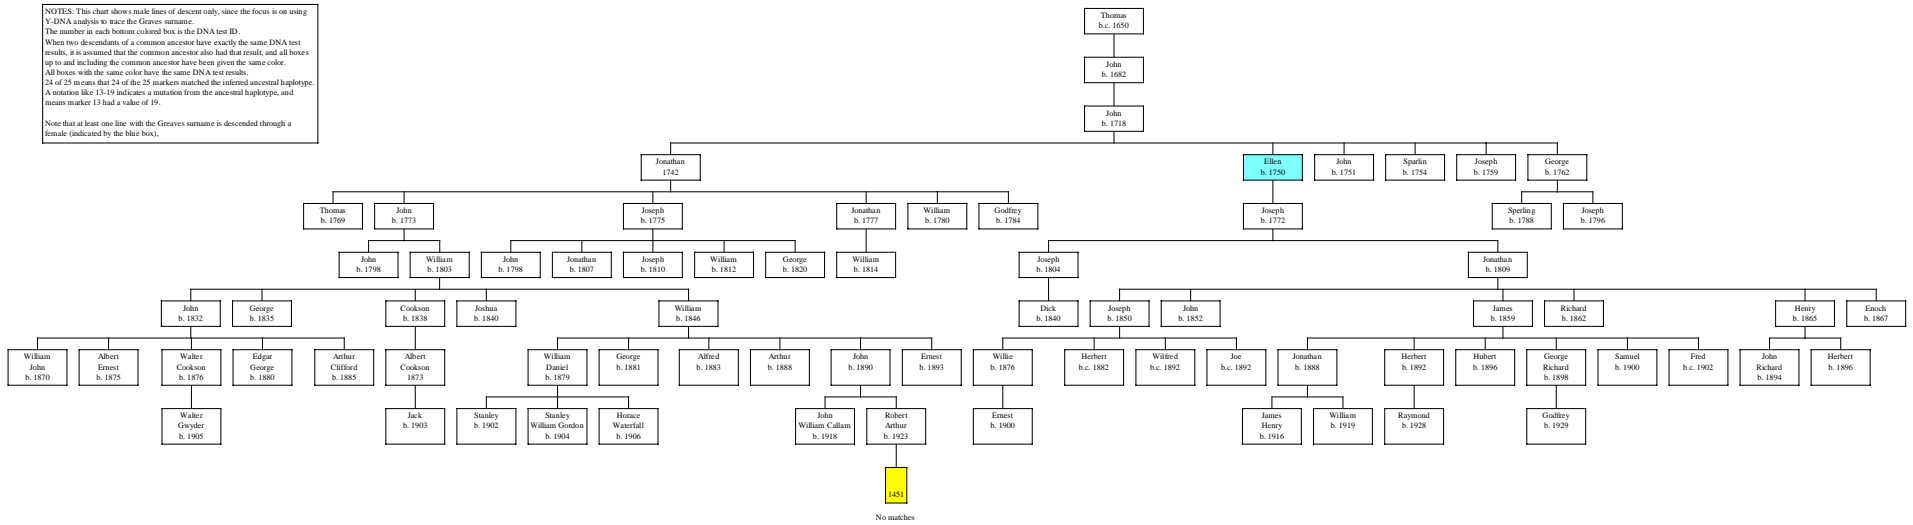 NOTES: This chart shows male lines of descent only, since the focus is on using
Y-DNA analysis to trace the Graves surname.
The number in each bottom colored box is the DNA test ID.
When two descendants of a common ancestor have exactly the same DNA test
results, it is assumed that the common ancestor also had that result, and all boxes
up to and including the common ancestor have been given the same color.
All boxes with the same color have the same DNA test results.
24 of 25 means that 24 of the 25 markers matched the inferred ancestral haplotype.
A notation like 13-19 indicates a mutation from the ancestral haplotype, and
means marker 13 had a value of 19.
Note that at least one line with the Greaves surname is descended through a
female (indicated by the blue box),
Thomas
b.c. 1650
John
b. 1682
John
b. 1718
Jonathan
1742
Ellen
b. 1750
John
b. 1751
Sparlin
b. 1754
Joseph
b. 1759
George
b. 1762
Thomas
b. 1769
John
b. 1773
Joseph
b. 1775
Jonathan
b. 1777
William
b. 1780
Godfrey
b. 1784
Joseph
b. 1772
Sperling
b. 1788
Joseph
b. 1796
John
b. 1798
William
b. 1803
John
b. 1798
Jonathan
b. 1807
Joseph
b. 1810
William
b. 1812
George
b. 1820
William
b. 1814
Joseph
b. 1804
Jonathan
b. 1809
John
b. 1832
George
b. 1835
Cookson
b. 1838
Joshua
b. 1840
William
b. 1846
Dick
b. 1840
Joseph
b. 1850
John
b. 1852
James
b. 1859
Richard
b. 1862
Henry
b. 1865
Enoch
b. 1867
William
John
b. 1870
Albert
Ernest
b. 1875
Walter
Cookson
b. 1876
Edgar
George
b. 1880
Arthur
Clifford
b. 1885
Albert
Cookson
1873
William
Daniel
b. 1879
George
b. 1881
Alfred
b. 1883
Arthur
b. 1888
John
b. 1890
Ernest
b. 1893
Willie
b. 1876
Herbert
b.c. 1882
Wilfred
b.c. 1892
Joe
b.c. 1892
Jonathan
b. 1888
Herbert
b. 1892
Hubert
b. 1896
George
Richard
b. 1898
Samuel
b. 1900
Fred
b.c. 1902
John
Richard
b. 1894
Herbert
b. 1896
Walter
Gwyder
b. 1905
Jack
b. 1903
Stanley
b. 1902
Stanley
William Gordon
b. 1904
Horace
Waterfall
b. 1906
John
William Callam
b. 1918
Robert
Arthur
b. 1923
Ernest
b. 1900
James
Henry
b. 1916
William
b. 1919
Raymond
b. 1928
Godfrey
b. 1929
1451
No matches